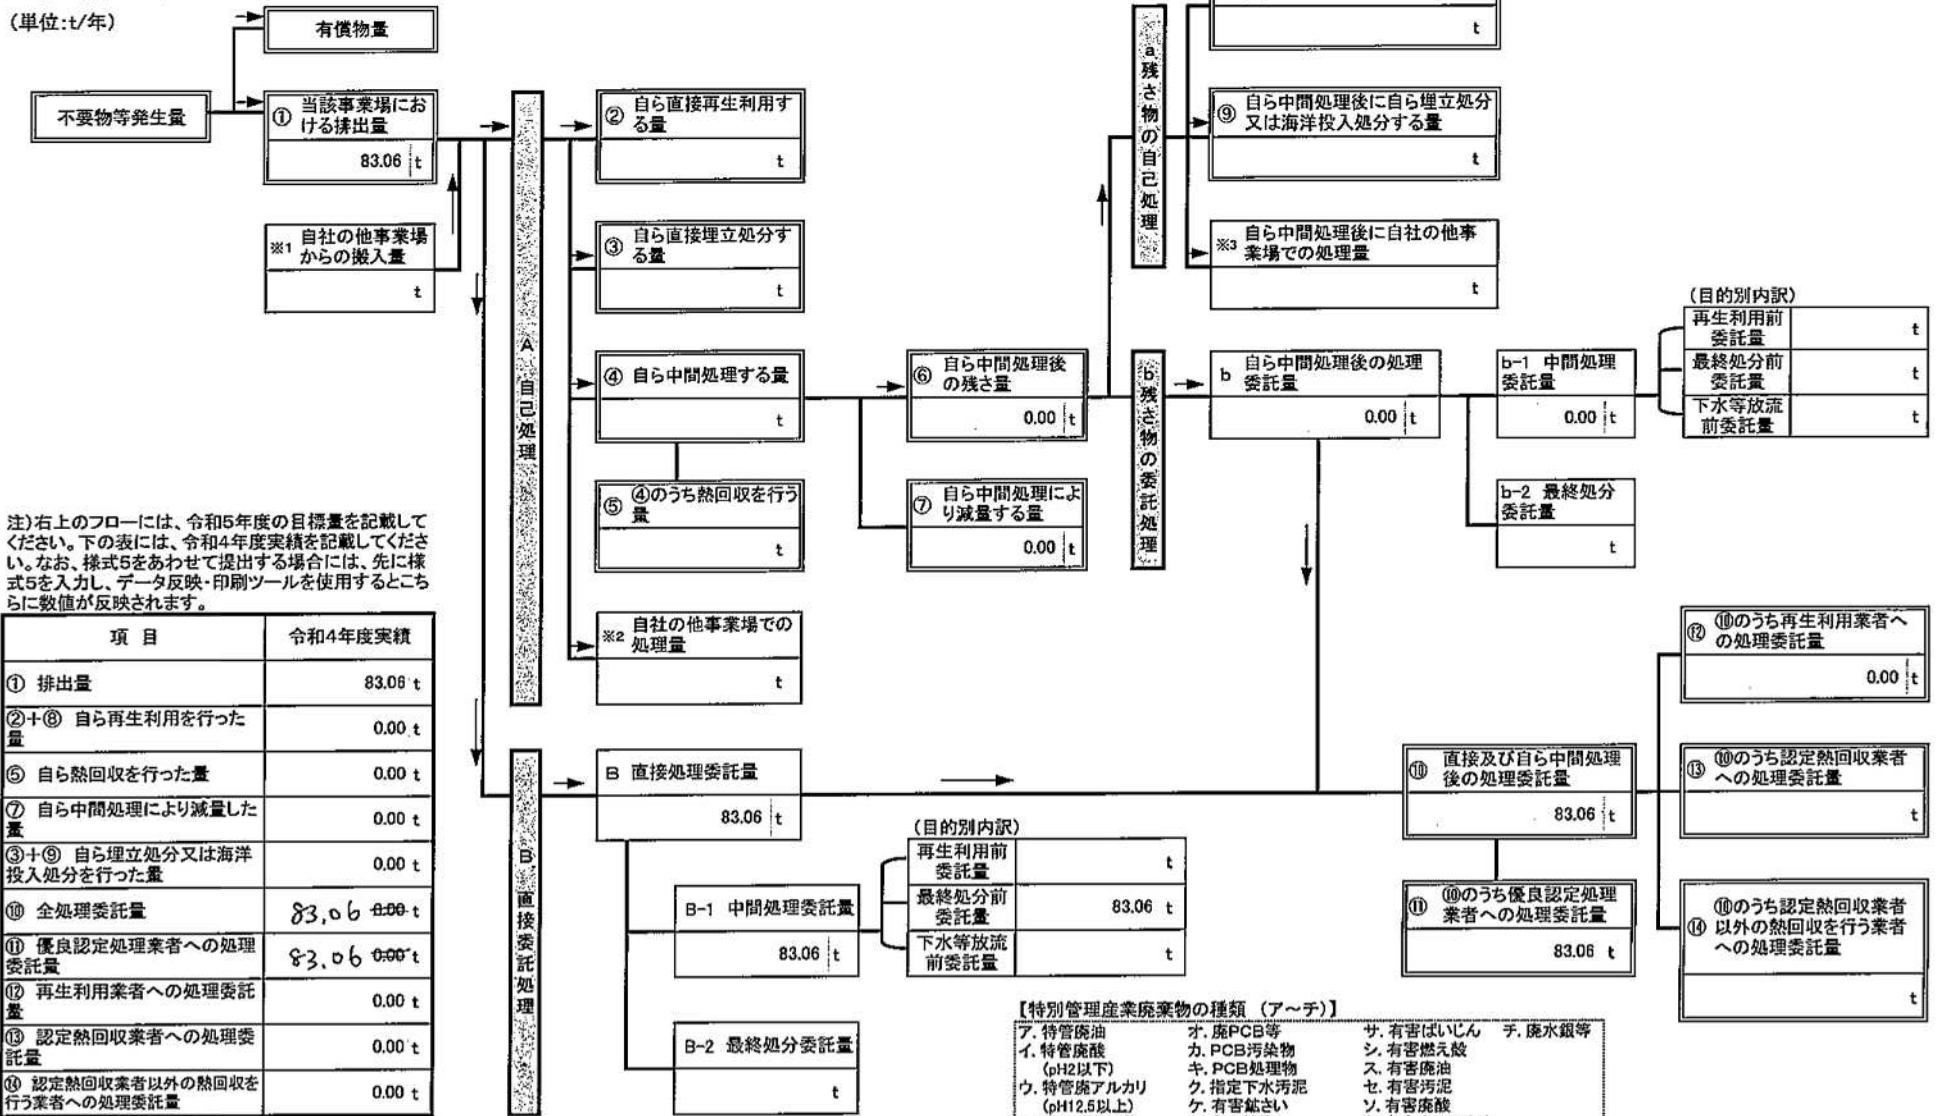 (単位:t/年)
有償物量
不要物等発生量
① 当該事業場にお
ける排出量
83.06 t
※1 自社の他事業場
からの搬入量
t
A 自己処理
② 自ら直接再生利用す
る量
t
③ 自ら直接埋立処分す
る量
t
④ 自ら中間処理する量
t
⑤ ④のうち熱回収を行う
量
t
※2 自社の他事業場での
処理量
t
⑥ 自ら中間処理後
の残さ量
0.00 t
⑦ 自ら中間処理によ
り減量する量
0.00 t
a 残さ物の自己処理
t
⑨ 自ら中間処理後に自ら埋立処分
又は海洋投入処分する量
t
※3 自ら中間処理後に自社の他事
業場での処理量
t
b 残さ物の委託処理
b 自ら中間処理後の処理
委託量
0.00 t
b-1 中間処理
委託量
0.00 t
b-2 最終処分
委託量
t
(目的別内訳)
再生利用前
委託量 t
最終処分前
委託量 t
下水等放流
前委託量 t
注)右上のフローには、令和5年度の目標量を記載して
ください。下の表には、令和4年度実績を記載してくださ
い。なお、様式5をあわせて提出する場合には、先に様
式5を入力し、データ反映・印刷ツールを使用するとこち
らに数値が反映されます。
項 目 令和4年度実績
① 排出量 83.06 t
②+⑧ 自ら再生利用を行った
量 0.00 t
⑤ 自ら熱回収を行った量 0.00 t
⑦ 自ら中間処理により減量した
量 0.00 t
③+⑨ 自ら埋立処分又は海洋
投入処分を行った量 0.00 t
⑩ 全処理委託量 83.06 0.00 t
⑪ 優良認定処理業者への処理
委託量 83.06 0.00 t
⑫ 再生利用業者への処理委託
量 0.00 t
⑬ 認定熱回収業者への処理委
託量 0.00 t
⑭ 認定熱回収業者以外の熱回収を
行う業者への処理委託量 0.00 t
B 直接委託処理
B 直接処理委託量
83.06 t
B-1 中間処理委託量
83.06 t
B-2 最終処分委託量
t
(目的別内訳)
再生利用前
委託量 t
最終処分前
委託量 83.06 t
下水等放流
前委託量 t
⑩ 直接及び自ら中間処理
後の処理委託量
83.06 t
⑪ ⑩のうち優良認定処理
業者への処理委託量
83.06 t
⑫ ⑩のうち再生利用業者へ
の処理委託量
0.00 t
⑬ ⑩のうち認定熱回収業者
への処理委託量
t
⑭ ⑩のうち認定熱回収業者
以外の熱回収を行う業者
への処理委託量
t
【特別管理産業廃棄物の種類 (ア~チ)】
ア. 特管廃油 オ. 廃PCB等 サ. 有害ばいじん チ. 廃水銀等
イ. 特管廃酸 カ. PCB汚染物 シ. 有害燃え殻
(pH2以下) キ. PCB処理物 ス. 有害廃油
ウ. 特管廃アルカリ ク. 指定下水汚泥 セ. 有害汚泥
(pH12.5以上) ケ. 有害鉱さい ソ. 有害廃酸